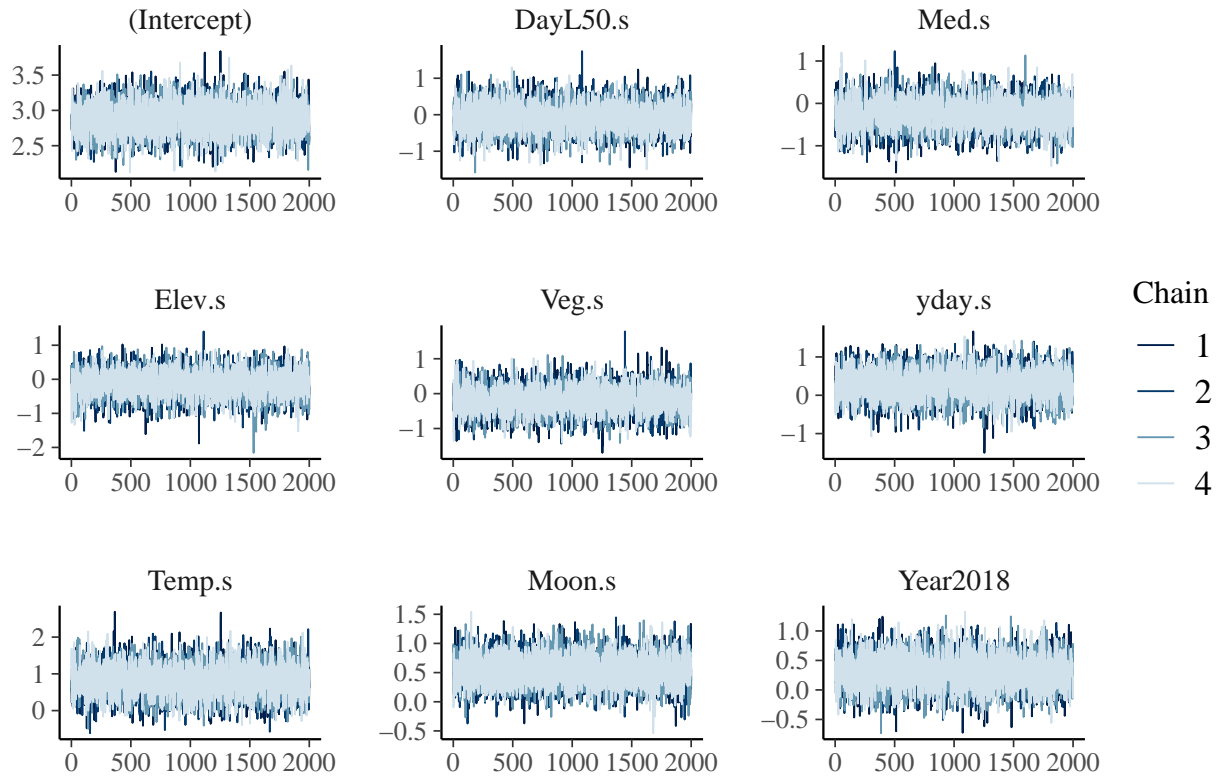 (Intercept) DayL50.s Med.s
3.5 1 1
3.0 0 0
2.5 −1 −1
0 500 1000 1500 2000 0 500 1000 1500 2000 0 500 1000 1500 2000
Elev.s Veg.s yday.s
1 1 1
0 0 0
−1 −1 −1
−2
0 500 1000 1500 2000 0 500 1000 1500 2000 0 500 1000 1500 2000
Chain
1
2
3
4
Temp.s Moon.s Year2018
2 1.5 1.0
1 1.0 0.5
0 0.5 0.0
0.0 −0.5
−0.5
0 500 1000 1500 2000 0 500 1000 1500 2000 0 500 1000 1500 2000